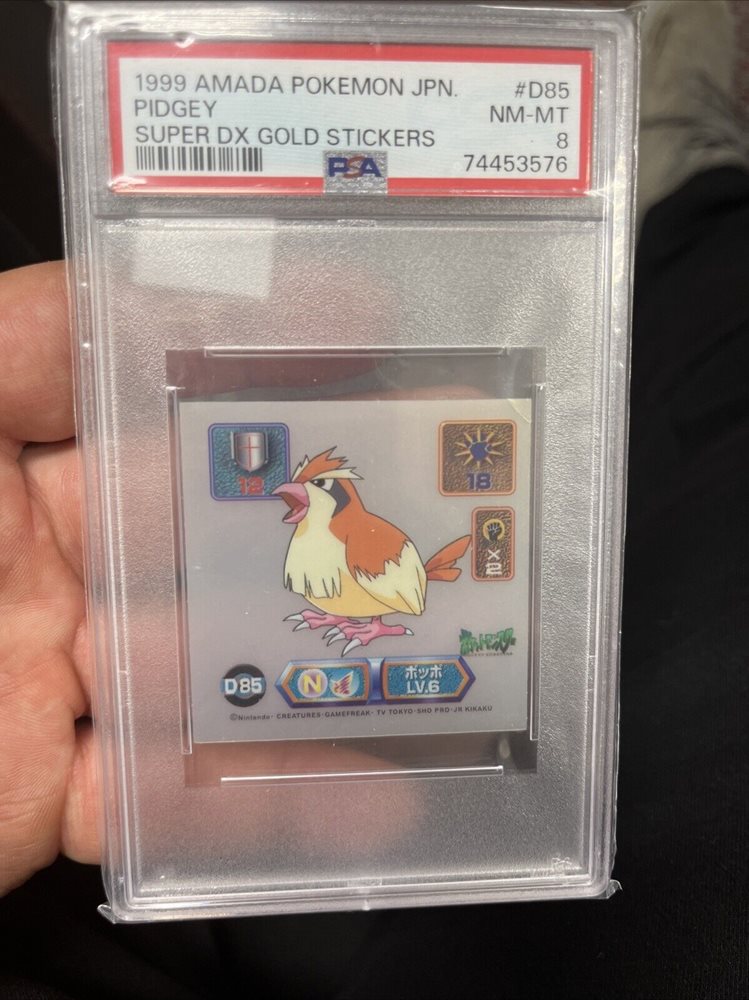 1999 AMADA POKEMON JPN. #D85
PIDGEY NM-MT
SUPER DX GOLD STICKERS 8
PSA 74453576
12
18
X2
D85
N
ポッポ
LV.6
©Nintendo・CREATURES・GAMEFREAK・TV TOKYO・SHO PRO・JR KIKAKU